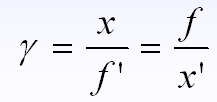 γ = x / f' = f / x'